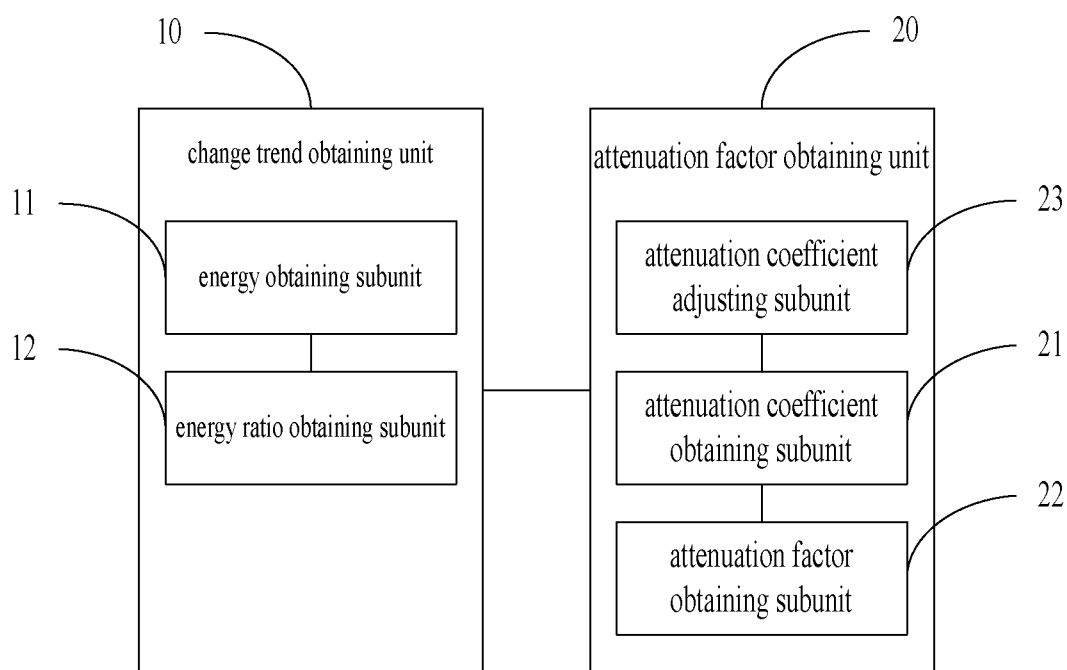 10
20
change trend obtaining unit
attenuation factor obtaining unit
11
energy obtaining subunit
12
energy ratio obtaining subunit
23
attenuation coefficient
adjusting subunit
21
attenuation coefficient
obtaining subunit
22
attenuation factor
obtaining subunit